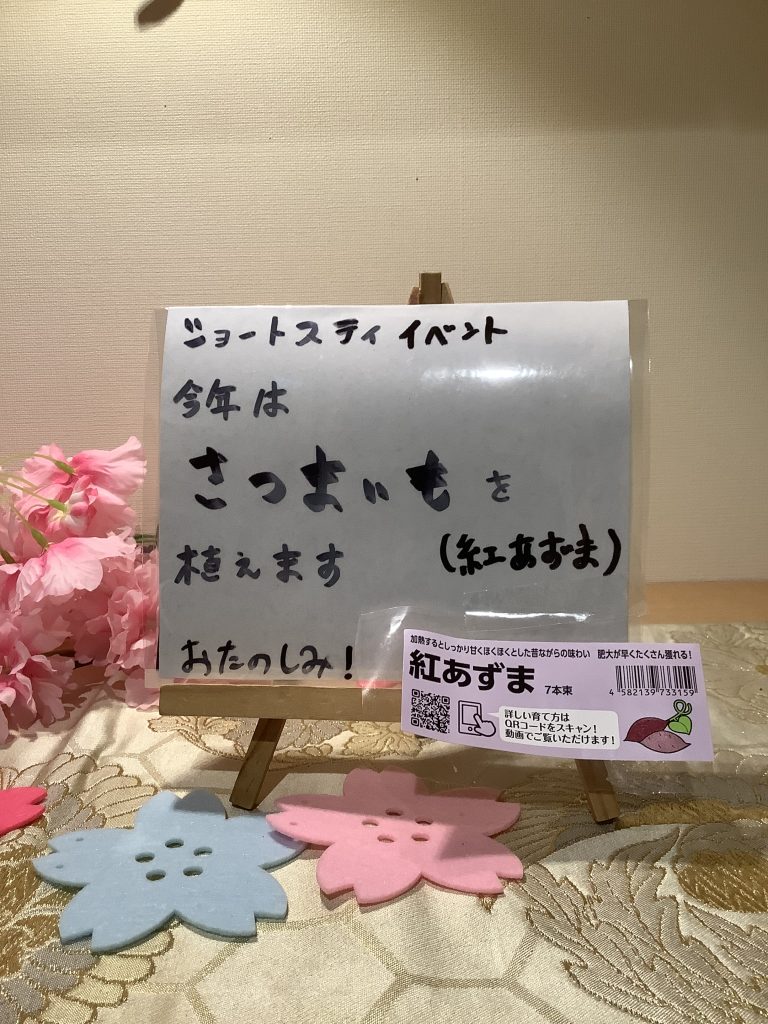 ショートスティ イベント
今年は
さつまいもを
植えます (紅あずま)
おたのしみ!
加熱するとしっかり甘くほくほくとした昔ながらの味わい 肥大が早くたくさん獲れる!
紅あずま 7本束
4 582139 733159
詳しい育て方は
QRコードをスキャン!
動画でご覧いただけます!